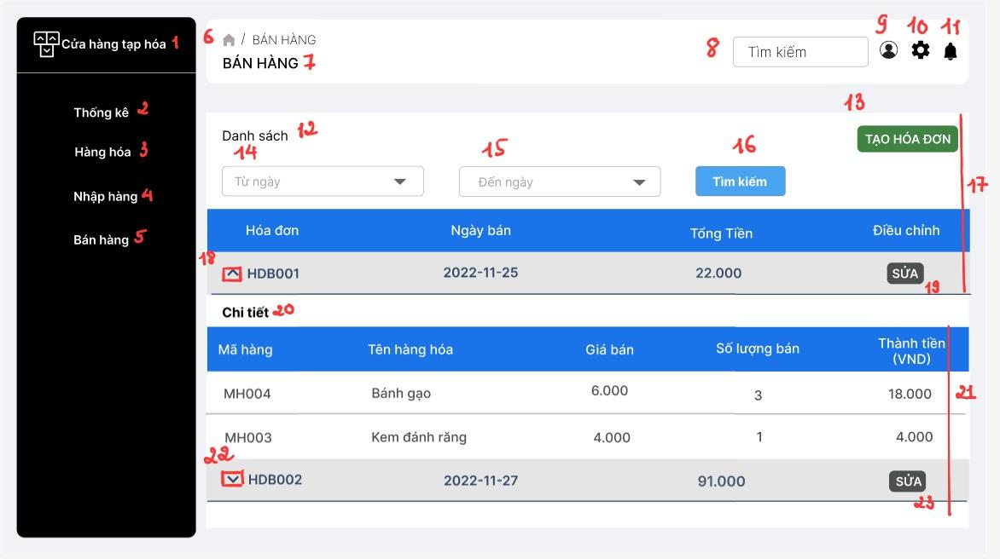 Cửa hàng tạp hóa 1
Thống kê 2
Hàng hóa 3
Nhập hàng 4
Bán hàng 5
6 / BÁN HÀNG
BÁN HÀNG 7
8 Tìm kiếm
9 10 11
Danh sách 12
13
TẠO HÓA ĐƠN
14 15 16
Từ ngày Đến ngày Tìm kiếm
17
Hóa đơn Ngày bán Tổng Tiền Điều chỉnh
18 HDB001 2022-11-25 22.000 SỬA
19
Chi tiết 20
Mã hàng Tên hàng hóa Giá bán Số lượng bán Thành tiền
(VND)
MH004 Bánh gạo 6.000 3 18.000
21
MH003 Kem đánh răng 4.000 1 4.000
22
HDB002 2022-11-27 91.000 SỬA
23